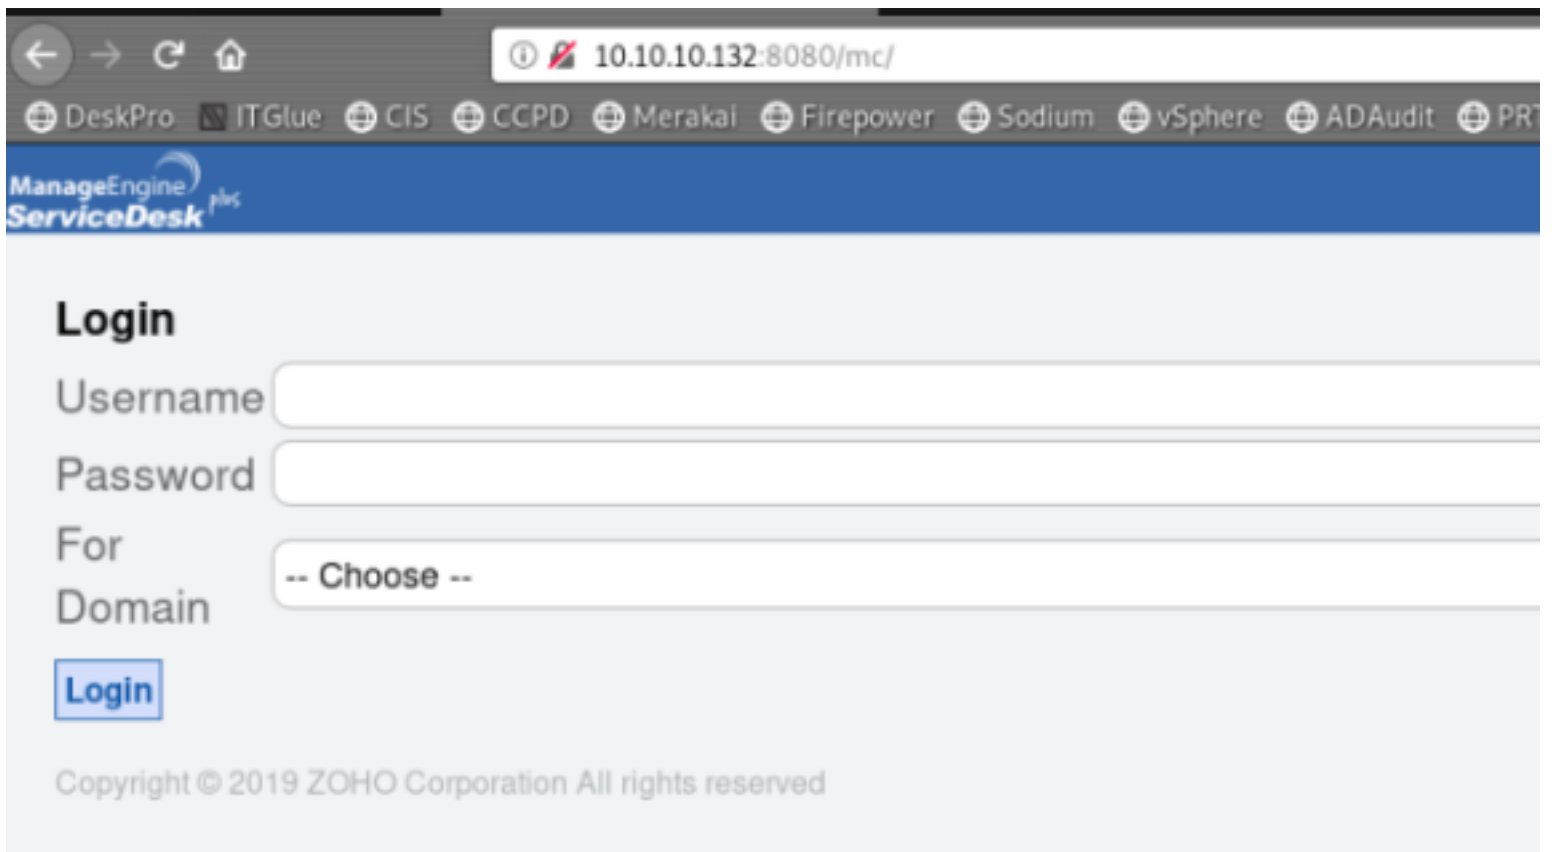 10.10.10.132:8080/mc/
DeskPro ITGlue CIS CCPD Merakai Firepower Sodium vSphere ADAudit PRT
ManageEngine
ServiceDesk plus
Login
Username
Password
For
Domain
-- Choose --
Login
Copyright © 2019 ZOHO Corporation All rights reserved